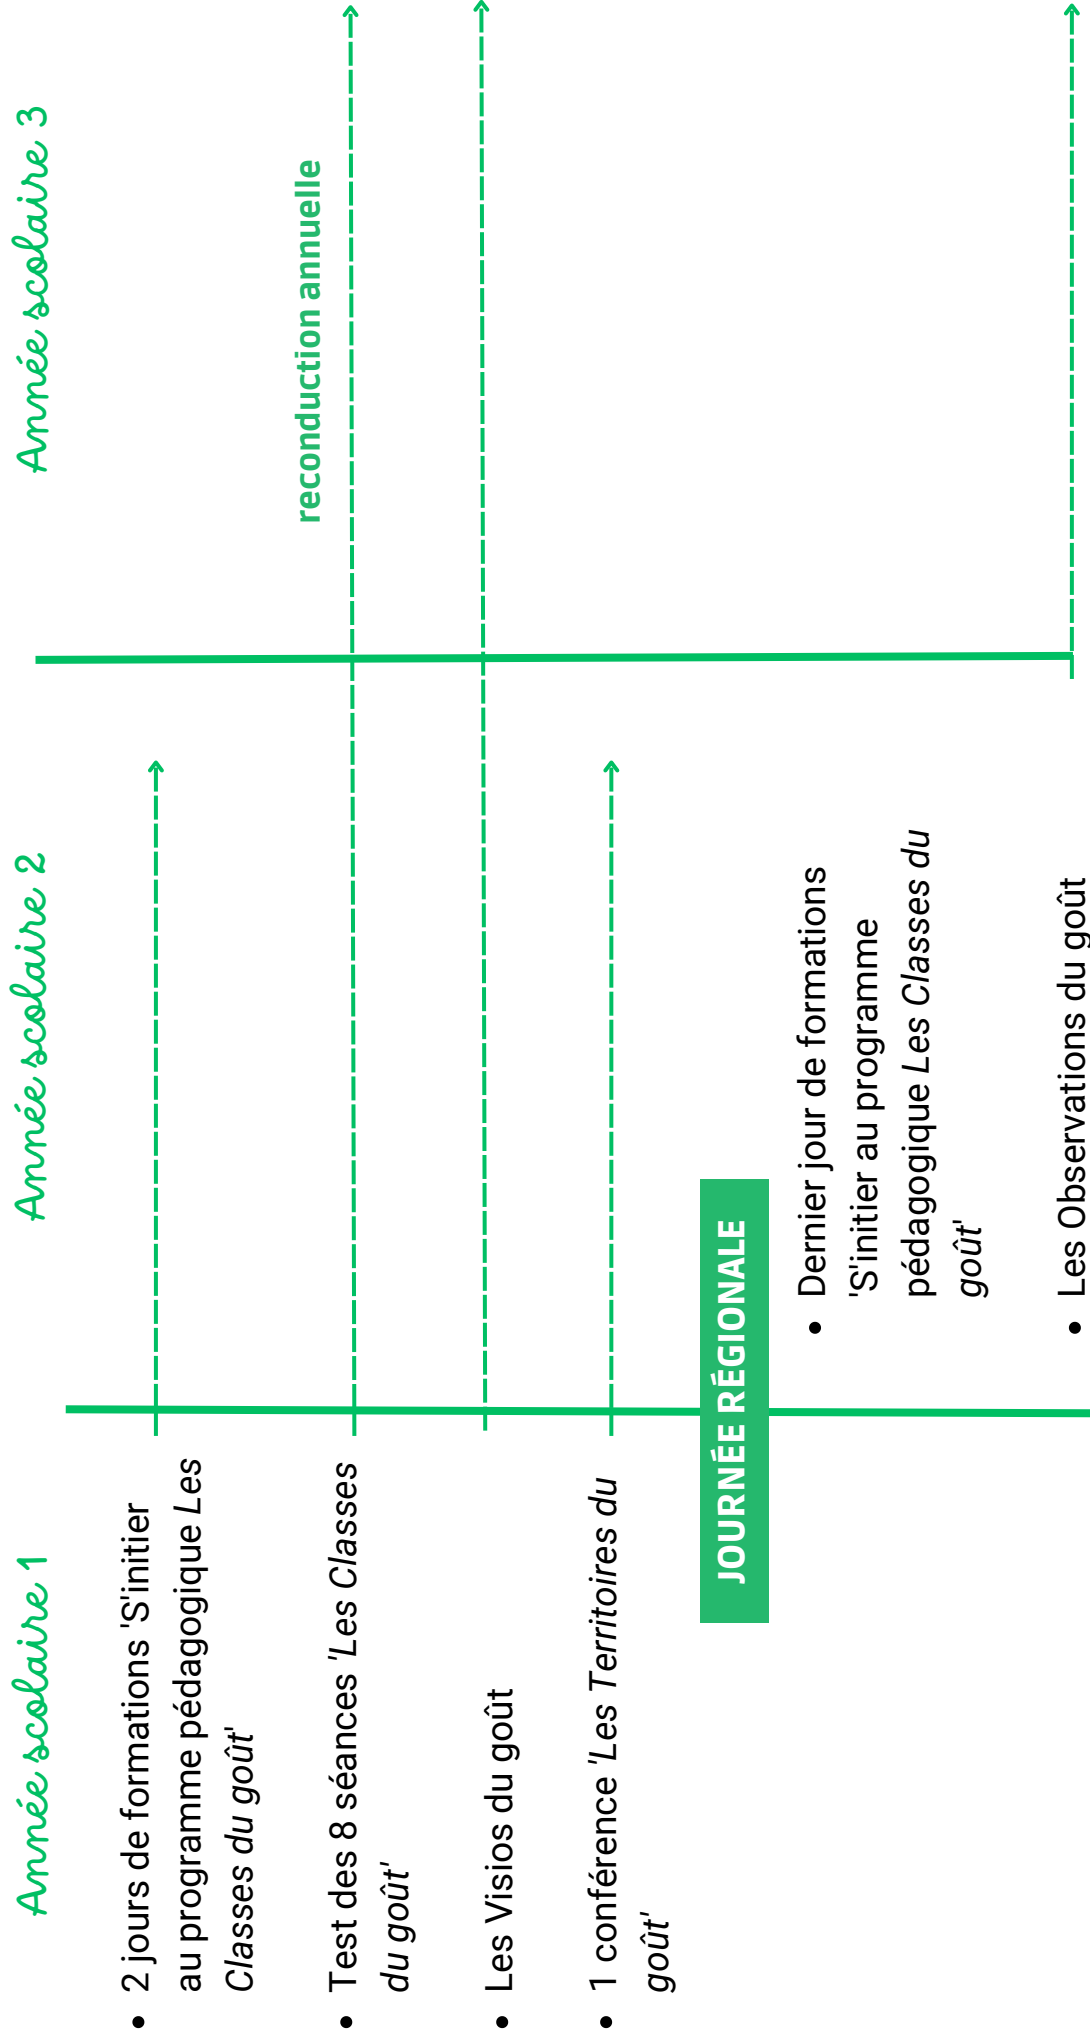 Année scolaire 1
Année scolaire 2
Année scolaire 3
• 2 jours de formations 'S'initier
au programme pédagogique Les
Classes du goût'
reconduction annuelle
• Test des 8 séances 'Les Classes
du goût'
• Les Visios du goût
• 1 conférence 'Les Territoires du
goût'
JOURNÉE RÉGIONALE
• Dernier jour de formations
'S'initier au programme
pédagogique Les Classes du
goût'
• Les Observations du goût